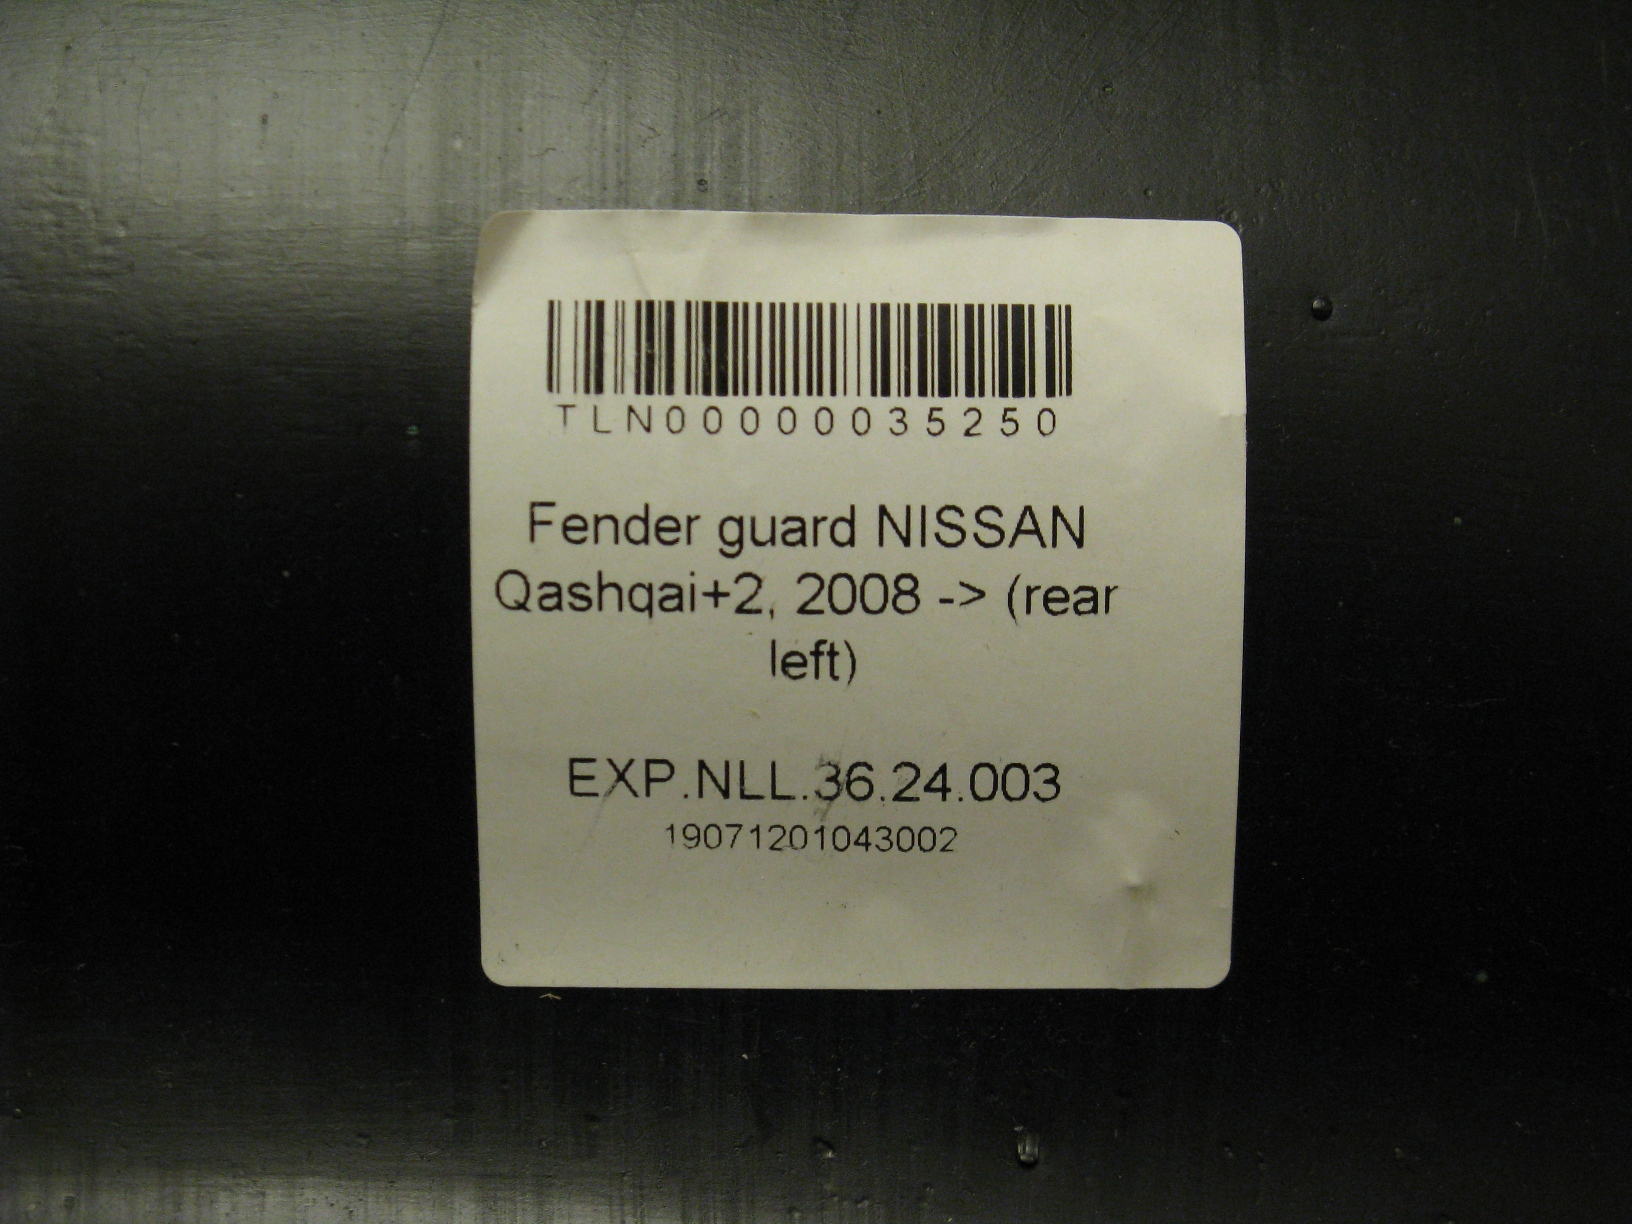 TLN00000035250
Fender guard NISSAN
Qashqai+2, 2008 -> (rear
left)
EXP.NLL.36.24.003
19071201043002